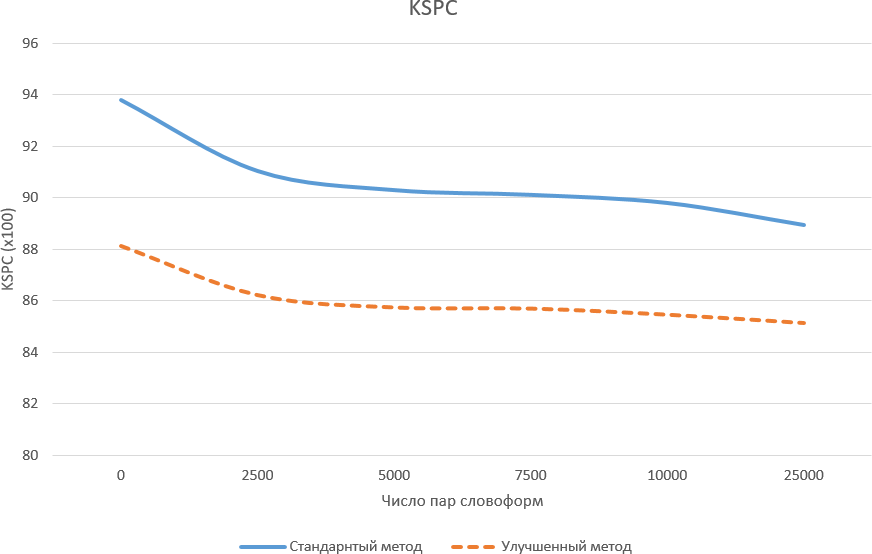 KSPC
96
94
92
90
88
86
84
82
80
KSPC (x100)
0 2500 5000 7500 10000 25000
Число пар словоформ
Стандарнтый метод Улучшенный метод